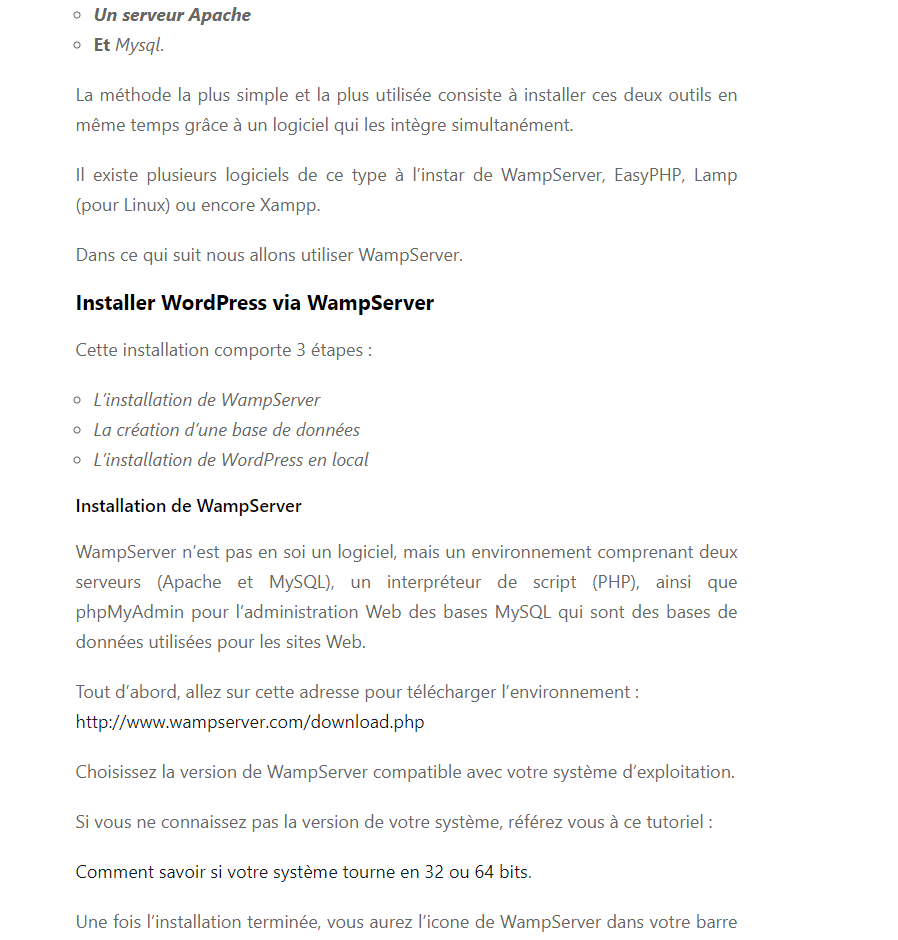 Un serveur Apache
Et Mysql.
La méthode la plus simple et la plus utilisée consiste à installer ces deux outils en
même temps grâce à un logiciel qui les intègre simultanément.
Il existe plusieurs logiciels de ce type à l’instar de WampServer, EasyPHP, Lamp
(pour Linux) ou encore Xampp.
Dans ce qui suit nous allons utiliser WampServer.
Installer WordPress via WampServer
Cette installation comporte 3 étapes :
L’installation de WampServer
La création d’une base de données
L’installation de WordPress en local
Installation de WampServer
WampServer n’est pas en soi un logiciel, mais un environnement comprenant deux
serveurs (Apache et MySQL), un interpréteur de script (PHP), ainsi que
phpMyAdmin pour l’administration Web des bases MySQL qui sont des bases de
données utilisées pour les sites Web.
Tout d’abord, allez sur cette adresse pour télécharger l’environnement :
http://www.wampserver.com/download.php
Choisissez la version de WampServer compatible avec votre système d’exploitation.
Si vous ne connaissez pas la version de votre système, référez vous à ce tutoriel :
Comment savoir si votre système tourne en 32 ou 64 bits.
Une fois l’installation terminée, vous aurez l’icone de WampServer dans votre barre